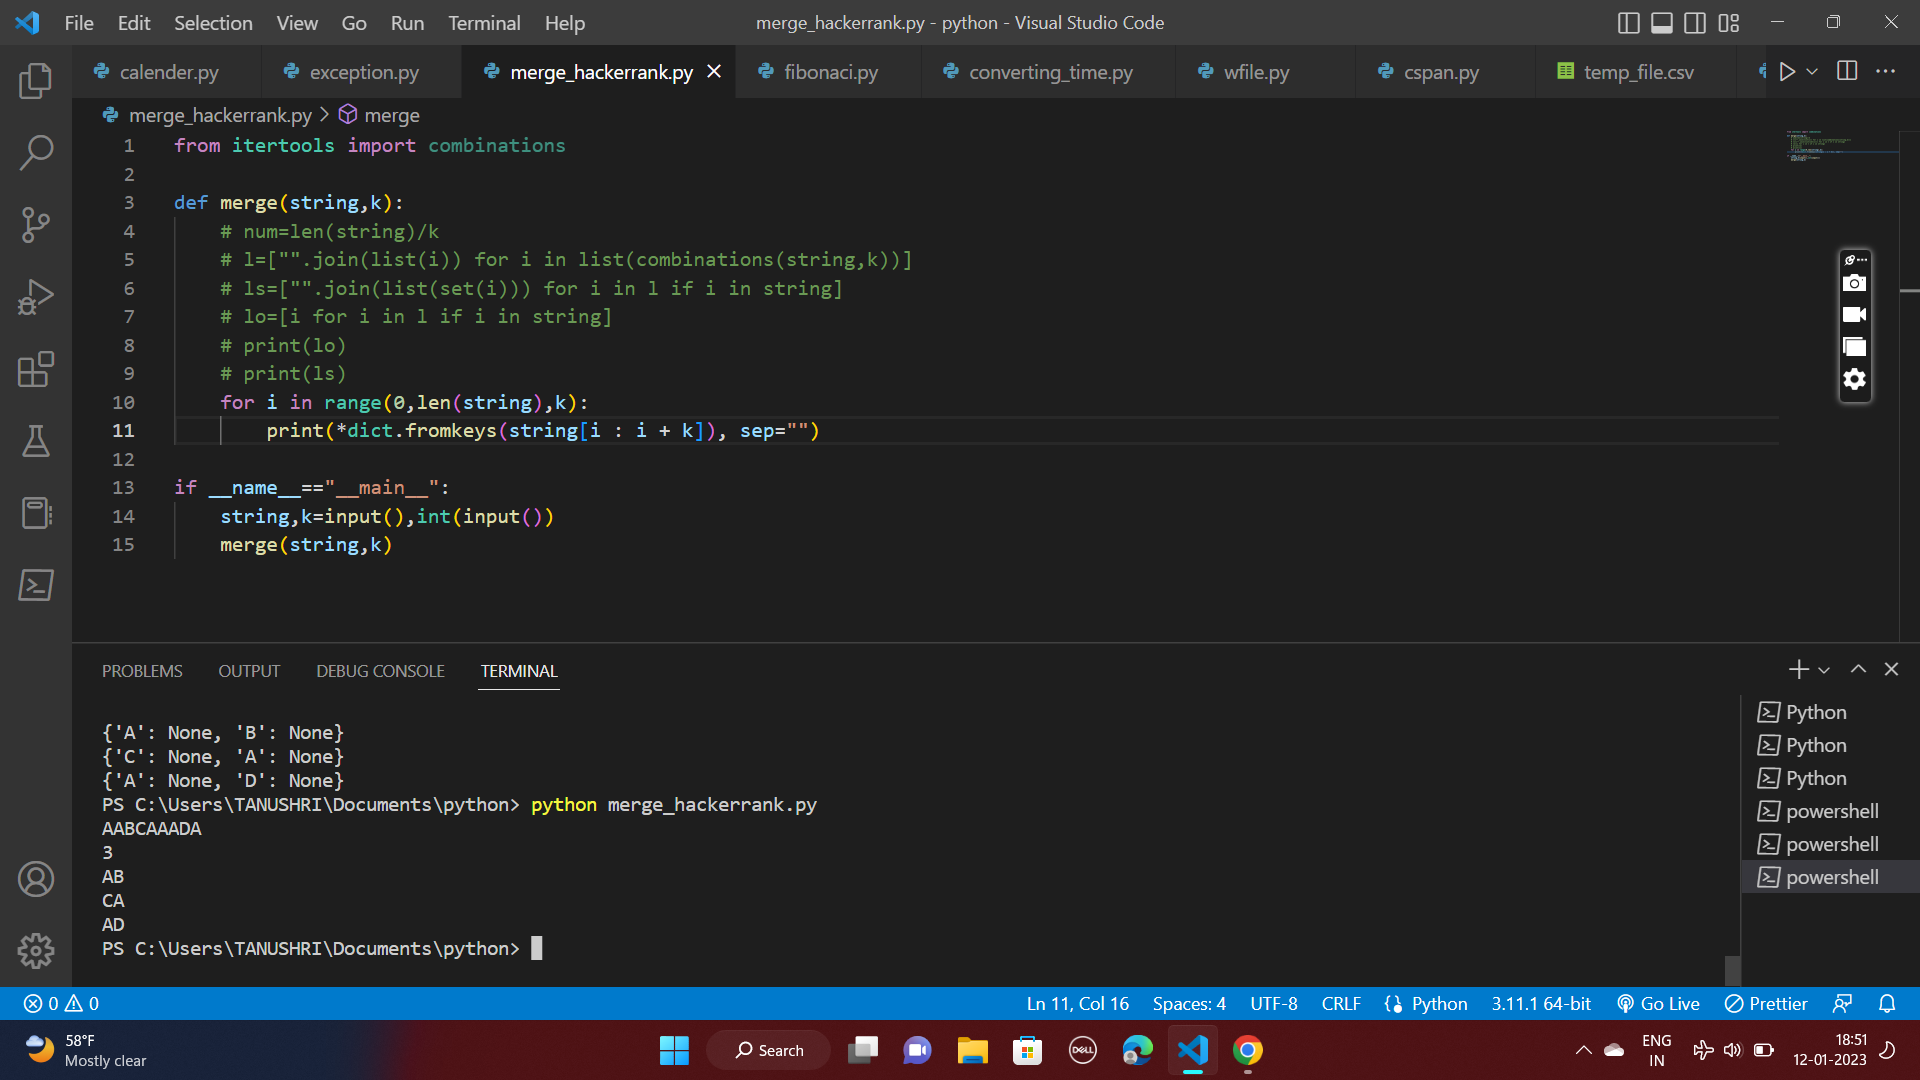 File Edit Selection View Go Run Terminal Help
merge_hackerrank.py - python - Visual Studio Code
calender.py exception.py merge_hackerrank.py fibonaci.py converting_time.py wfile.py cspan.py temp_file.csv
merge_hackerrank.py > merge
1 from itertools import combinations
2
3 def merge(string,k):
4     # num=len(string)/k
5     # l=["".join(list(i)) for i in list(combinations(string,k))]
6     # ls=["".join(list(set(i))) for i in l if i in string]
7     # lo=[i for i in l if i in string]
8     # print(lo)
9     # print(ls)
10     for i in range(0,len(string),k):
11         print(*dict.fromkeys(string[i : i + k]), sep="")
12
13 if __name__=="__main__":
14     string,k=input(),int(input())
15     merge(string,k)
PROBLEMS OUTPUT DEBUG CONSOLE TERMINAL
{'A': None, 'B': None}
{'C': None, 'A': None}
{'A': None, 'D': None}
PS C:\Users\TANUSHRI\Documents\python> python merge_hackerrank.py
AABCAAADA
3
AB
CA
AD
PS C:\Users\TANUSHRI\Documents\python>
Python
Python
Python
powershell
powershell
powershell
0 0 Ln 11, Col 16 Spaces: 4 UTF-8 CRLF Python 3.11.1 64-bit Go Live Prettier
58°F
Mostly clear
Search
DELL
ENG
IN
18:51
12-01-2023